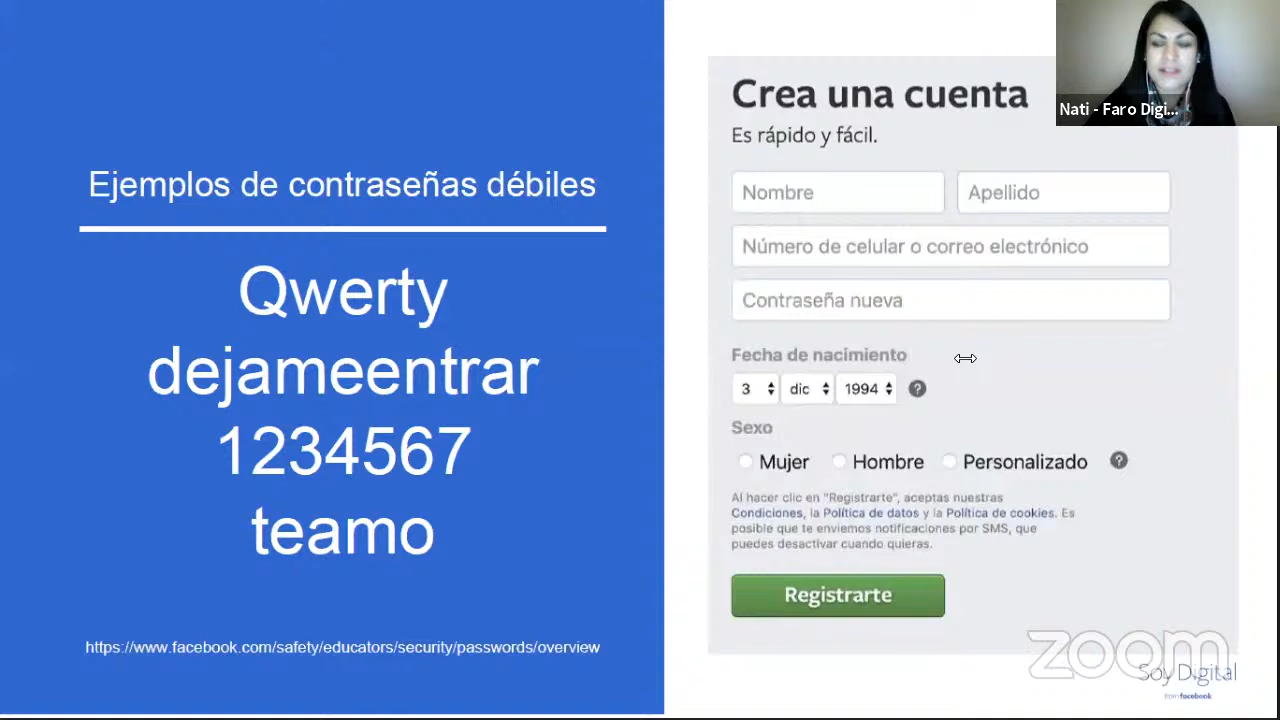 Ejemplos de contraseñas débiles
Qwerty
dejameentrar
1234567
teamo
https://www.facebook.com/safety/educators/security/passwords/overview
Crea una cuenta
Es rápido y fácil.
Nombre Apellido
Número de celular o correo electrónico
Contraseña nueva
Fecha de nacimiento
3 dic 1994 ?
Sexo
Mujer Hombre Personalizado ?
Al hacer clic en "Registrarte", aceptas nuestras
Condiciones, la Política de datos y la Política de cookies. Es
posible que te enviemos notificaciones por SMS, que
puedes desactivar cuando quieras.
Registrarte
Nati - Faro Digi...
zoom
Soy Digital
from facebook